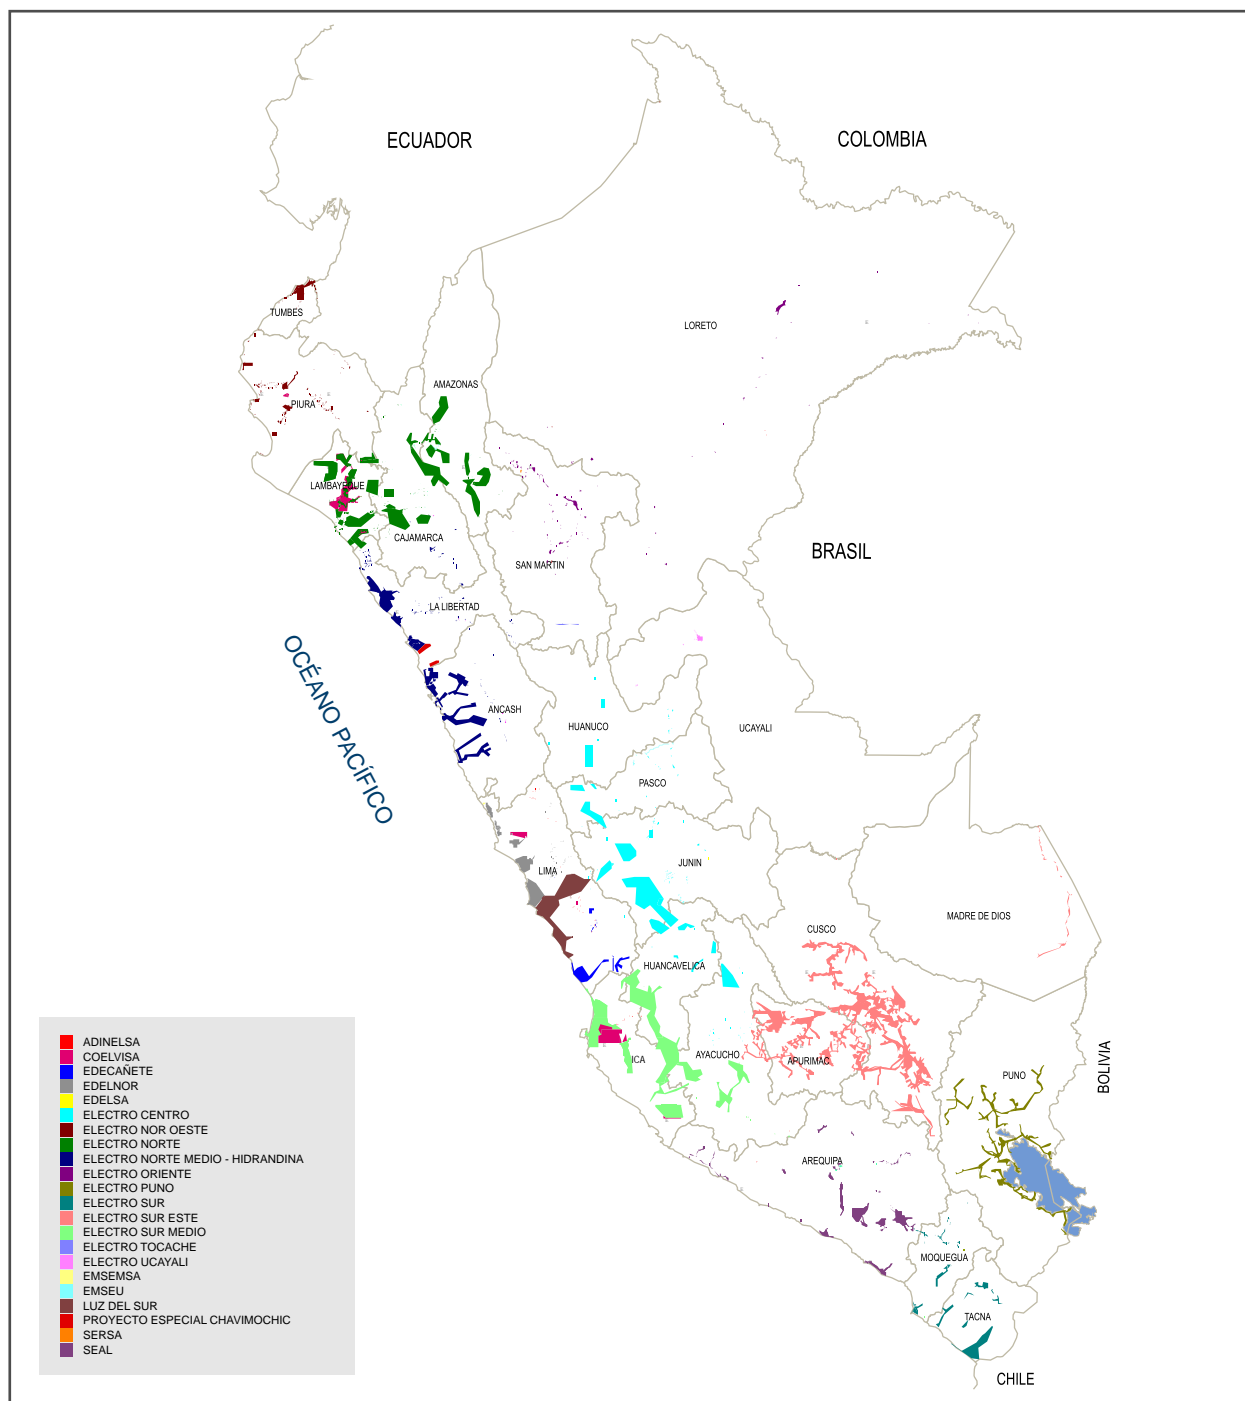 ECUADOR
COLOMBIA
TUMBES
LORETO
AMAZONAS
PIURA
LAMBAYEQUE
CAJAMARCA
BRASIL
SAN MARTIN
LA LIBERTAD
OCÉANO PACÍFICO
ANCASH
HUANUCO
UCAYALI
PASCO
JUNIN
LIMA
MADRE DE DIOS
CUSCO
HUANCAVELICA
ICA
AYACUCHO
APURIMAC
PUNO
BOLIVIA
AREQUIPA
MOQUEGUA
TACNA
CHILE
ADINELSA
COELVISA
EDECAÑETE
EDELNOR
EDELSA
ELECTRO CENTRO
ELECTRO NOR OESTE
ELECTRO NORTE
ELECTRO NORTE MEDIO - HIDRANDINA
ELECTRO ORIENTE
ELECTRO PUNO
ELECTRO SUR
ELECTRO SUR ESTE
ELECTRO SUR MEDIO
ELECTRO TOCACHE
ELECTRO UCAYALI
EMSEMSA
EMSEU
LUZ DEL SUR
PROYECTO ESPECIAL CHAVIMOCHIC
SERSA
SEAL